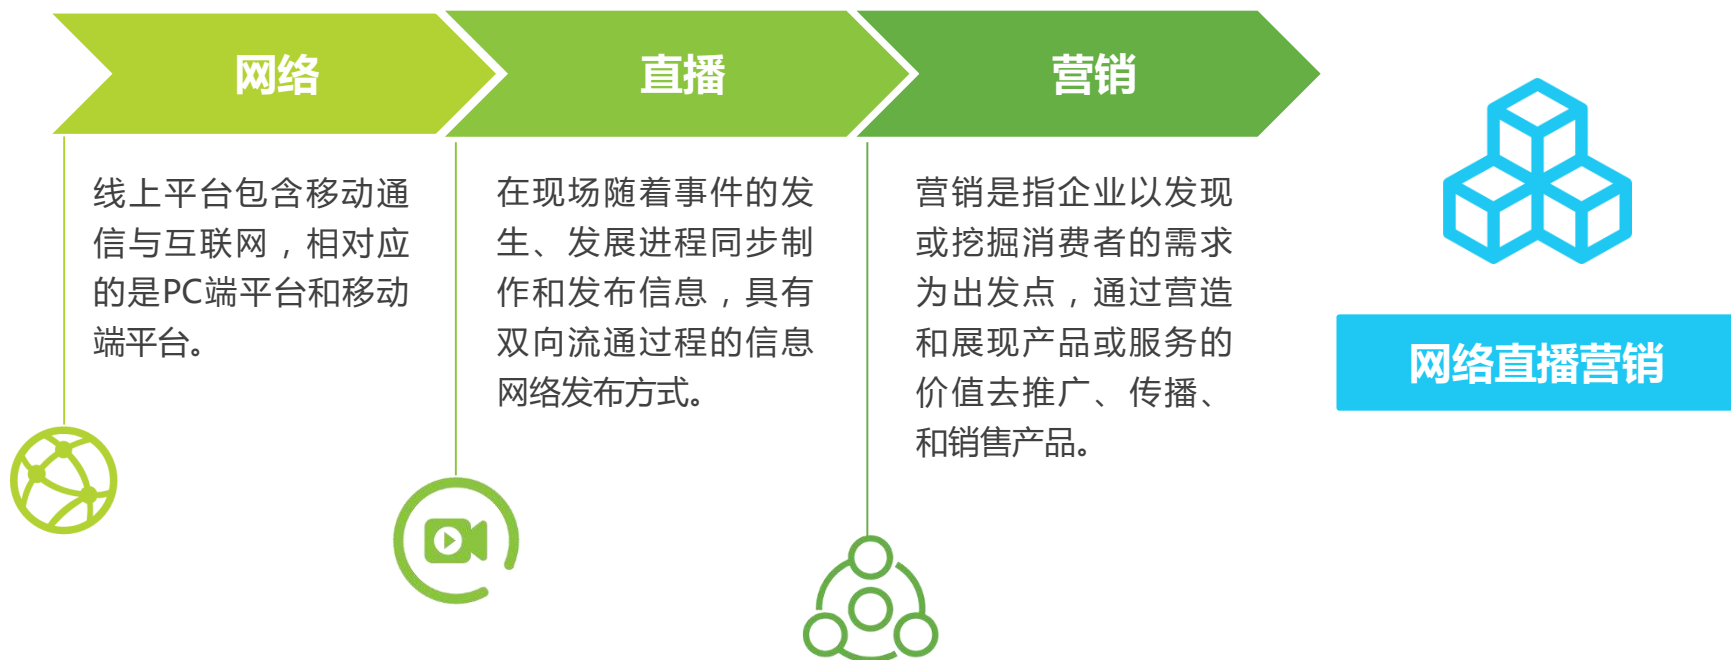 网络
线上平台包含移动通
信与互联网，相对应
的是PC端平台和移动
端平台。
直播
在现场随着事件的发
生、发展进程同步制
作和发布信息，具有
双向流通过程的信息
网络发布方式。
营销
营销是指企业以发现
或挖掘消费者的需求
为出发点，通过营造
和展现产品或服务的
价值去推广、传播、
和销售产品。
网络直播营销